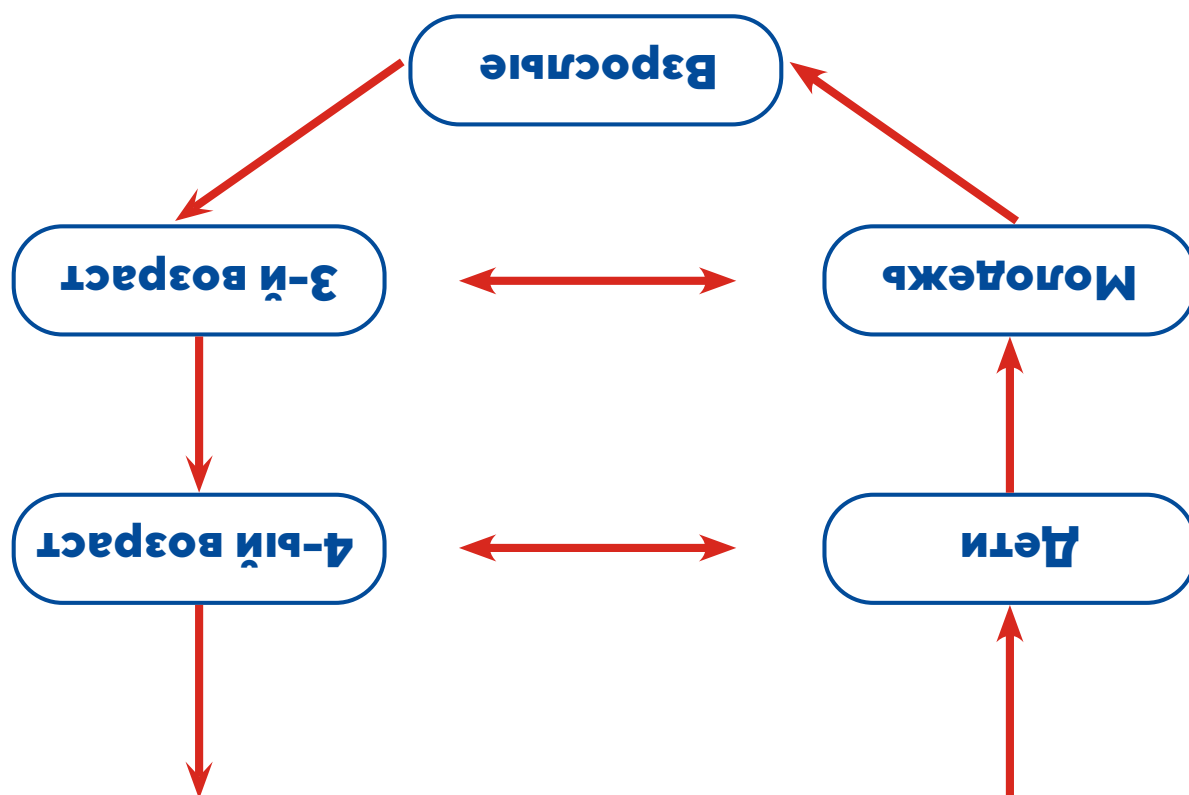 Дети
4-ый возраст
Молодежь
3-й возраст
Взрослые